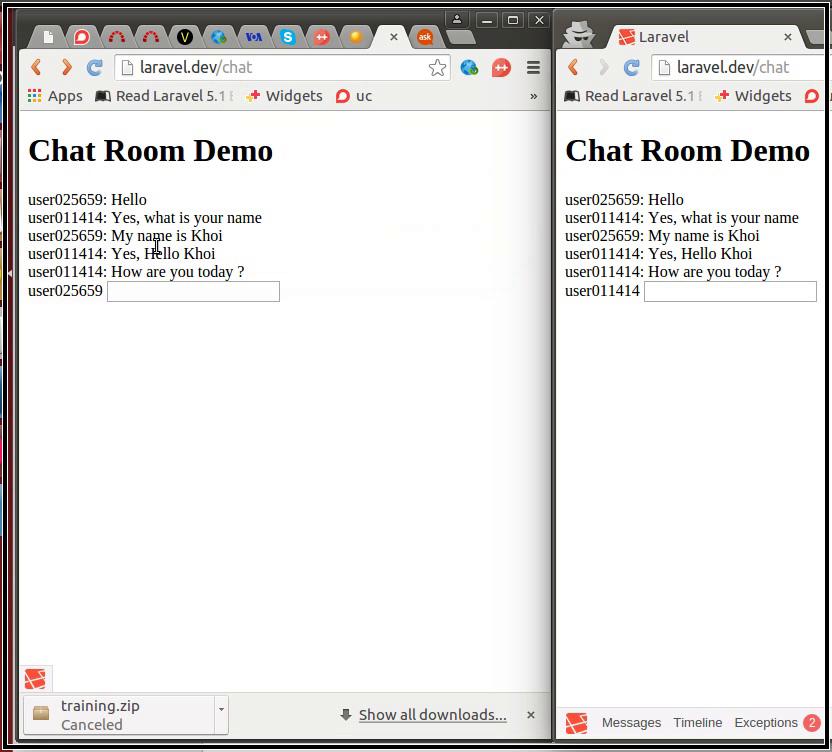 V
VOA
S
++
ask
Laravel
laravel.dev/chat
++
laravel.dev/chat
Apps
Read Laravel 5.1
Widgets
uc
»
Read Laravel 5.1
Widgets
Chat Room Demo
user025659: Hello
user011414: Yes, what is your name
user025659: My name is Khoi
user011414: Yes, Hello Khoi
user011414: How are you today ?
user025659
Chat Room Demo
user025659: Hello
user011414: Yes, what is your name
user025659: My name is Khoi
user011414: Yes, Hello Khoi
user011414: How are you today ?
user011414
training.zip
Canceled
Show all downloads...
Messages Timeline Exceptions 2